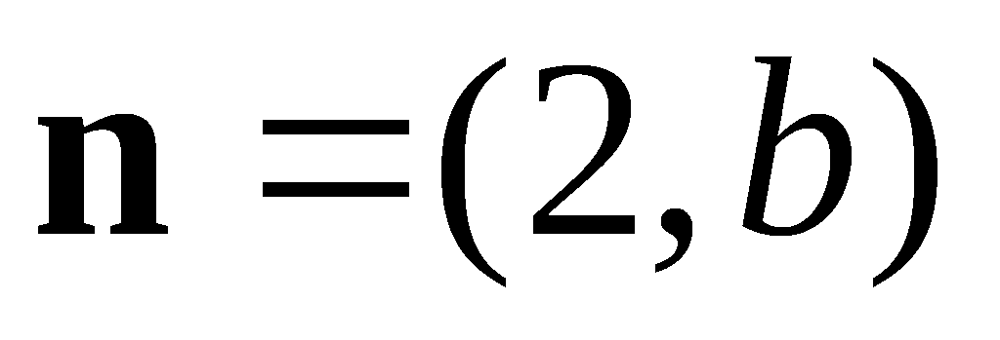 n = (2, b)